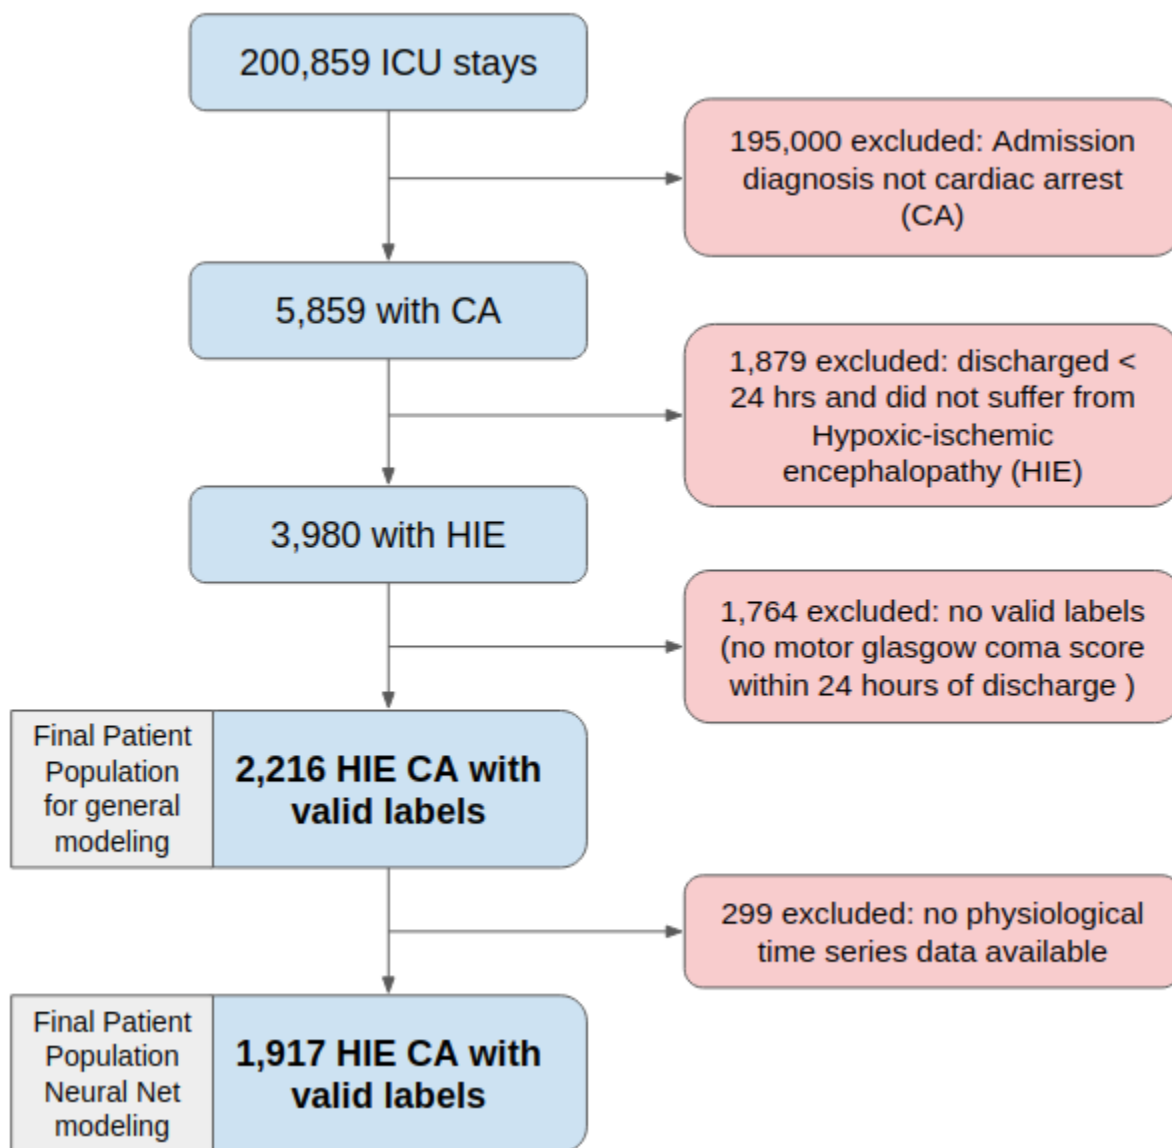 200,859 ICU stays
195,000 excluded: Admission
diagnosis not cardiac arrest
(CA)
5,859 with CA
1,879 excluded: discharged <
24 hrs and did not suffer from
Hypoxic-ischemic
encephalopathy (HIE)
3,980 with HIE
1,764 excluded: no valid labels
(no motor glasgow coma score
within 24 hours of discharge )
Final Patient
Population
for general
modeling
2,216 HIE CA with
valid labels
299 excluded: no physiological
time series data available
Final Patient
Population
Neural Net
modeling
1,917 HIE CA with
valid labels